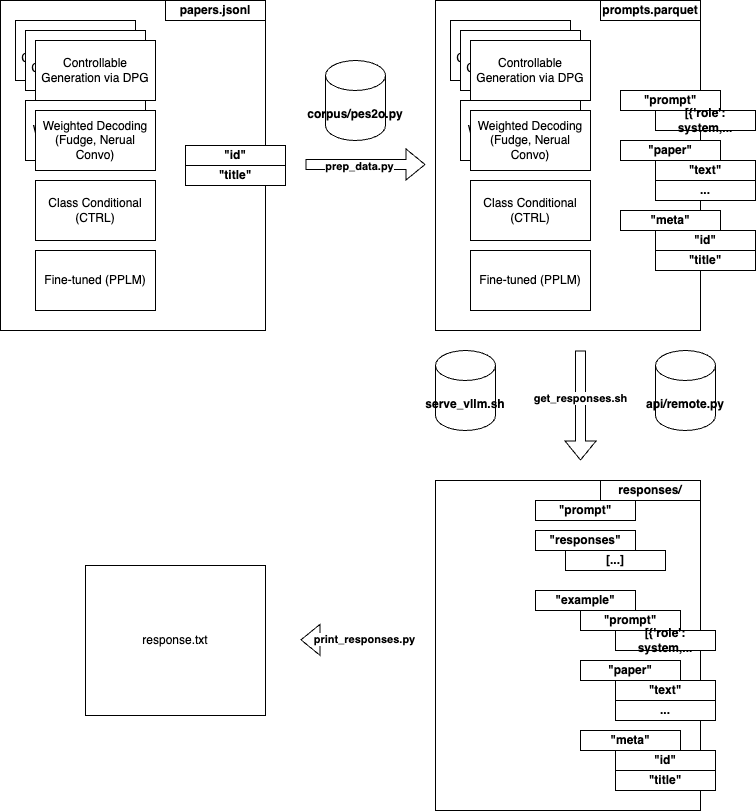 papers.jsonl
Controllable
Generation via DPG
Weighted Decoding
(Fudge, Nerual
Convo)
Class Conditional
(CTRL)
Fine-tuned (PPLM)
"id"
"title"
corpus/pes2o.py
prep_data.py
prompts.parquet
Controllable
Generation via DPG
Weighted Decoding
(Fudge, Nerual
Convo)
Class Conditional
(CTRL)
Fine-tuned (PPLM)
"prompt"
[{'role':
system,...
"paper"
"text"
...
"meta"
"id"
"title"
serve_vllm.sh
get_responses.sh
api/remote.py
responses/
"prompt"
"responses"
[...]
"example"
"prompt"
[{'role':
system,...
"paper"
"text"
...
"meta"
"id"
"title"
print_responses.py
response.txt